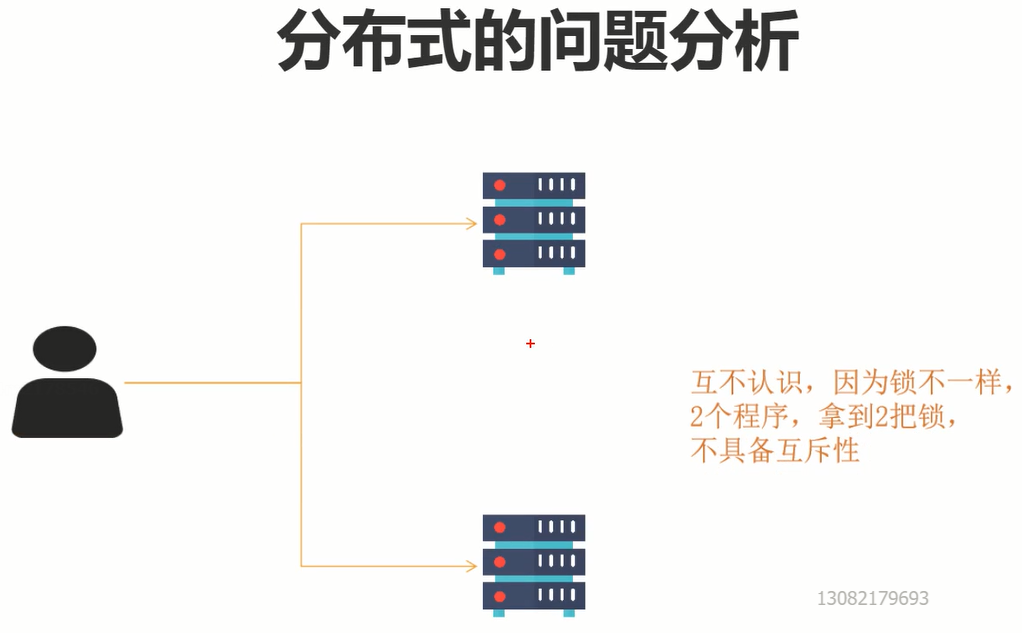 分布式的问题分析
互不认识，因为锁不一样，
2个程序，拿到2把锁，
不具备互斥性
13082179693